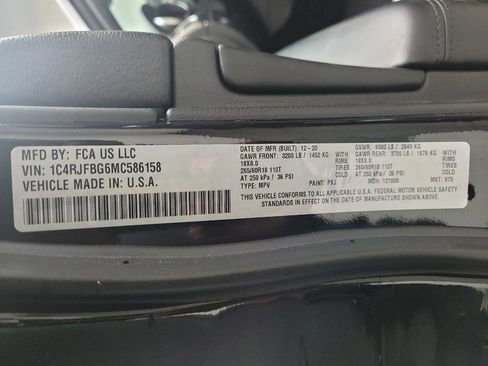 MFD BY: FCA US LLC
VIN: 1C4RJFBG6MC586158
VEHICLE MADE IN: U.S.A.
DATE OF MFR (BUILT): 12-20
GAWR FRONT: 3200 LB / 1452 KG
18X8.0
265/60R18 110T
AT 250 kPa / 36 PSI
TYPE: MPV
PAINT: PXJ
GVWR: 6500 LB / 2949 KG
GAWR REAR: 3700 LB / 1678 KG
18X8.0 RIMS
265/60R18 110T TIRES
COLD AT 250 kPa / 36 PSI
MDH: 121908
MKT: 875
RIMS
TIRES
COLD
THIS VEHICLE CONFORMS TO ALL APPLICABLE U.S.A. FEDERAL MOTOR VEHICLE SAFETY
STANDARDS IN EFFECT ON THE DATE OF MANUFACTURE SHOWN ABOVE.